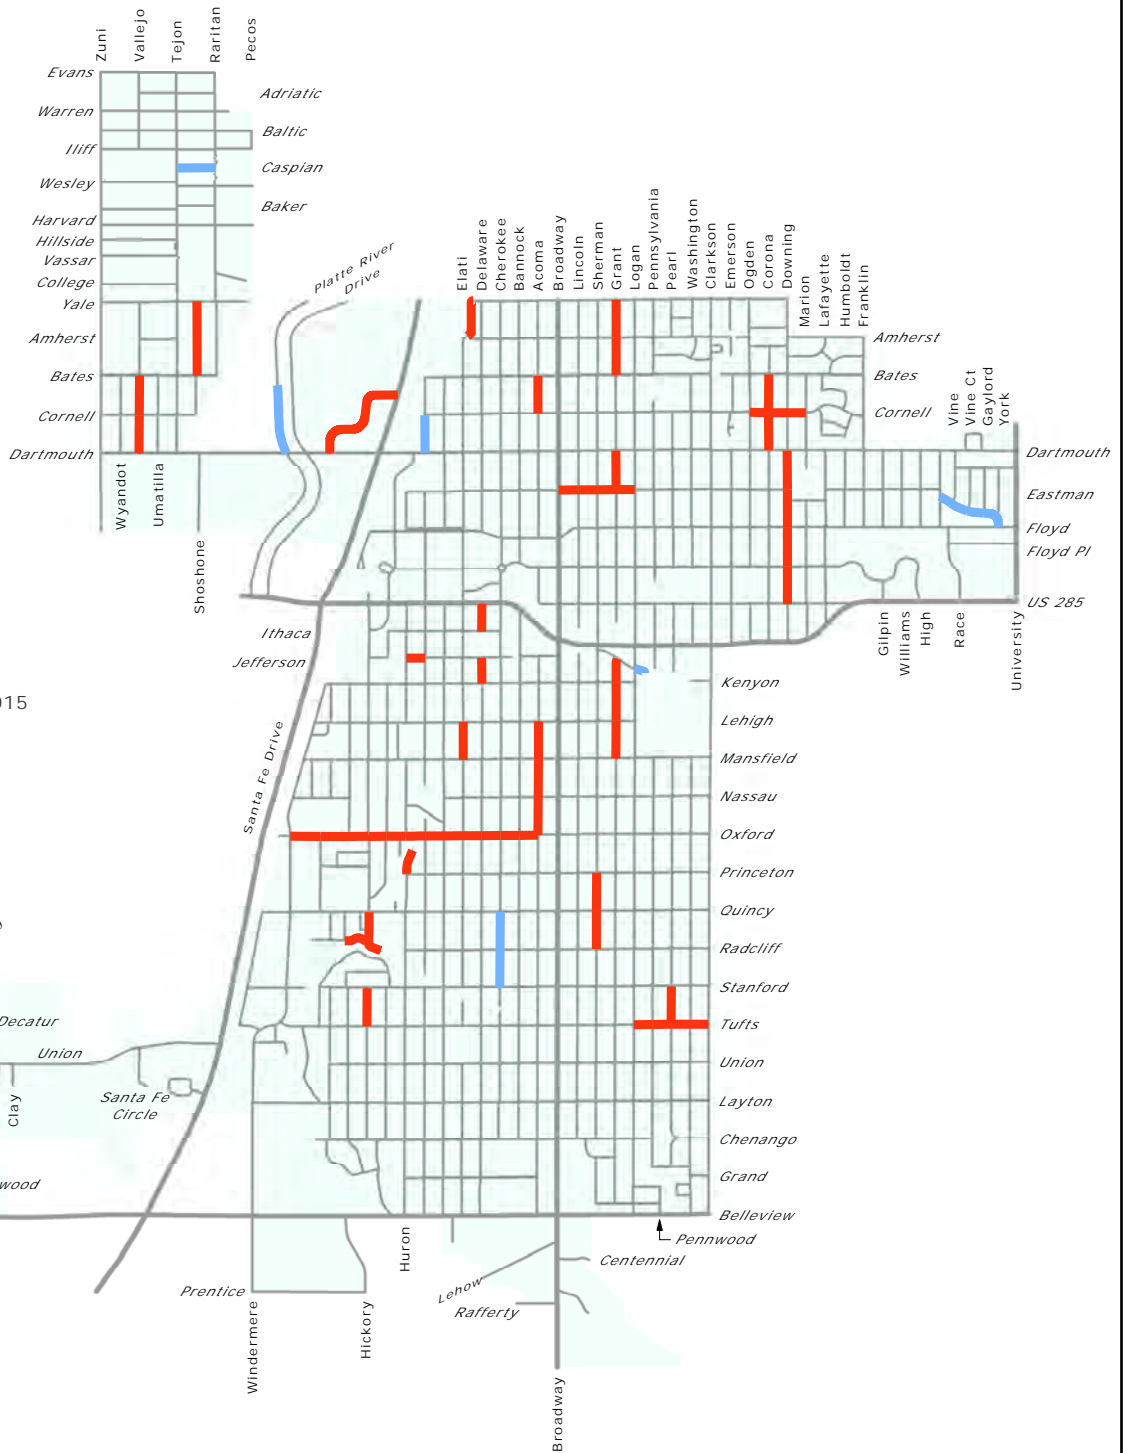 Zuni
Vallejo
Tejon
Raritan
Pecos
Evans
Adriatic
Warren
Baltic
Iliff
Caspian
Wesley
Baker
Harvard
Hillside
Vassar
College
Yale
Amherst
Bates
Cornell
Dartmouth
Wyandot
Umatilla
Shoshone
Platte River
Drive
Elati
Delaware
Cherokee
Bannock
Acoma
Broadway
Lincoln
Sherman
Grant
Logan
Pennsylvania
Pearl
Washington
Clarkson
Emerson
Ogden
Corona
Downing
Marion
Lafayette
Humboldt
Franklin
Amherst
Bates
Cornell
Vine
Vine Ct
Gaylord
York
Dartmouth
Eastman
Floyd
Floyd Pl
US 285
Gilpin
Williams
High
Race
University
Ithaca
Jefferson
Kenyon
015
Lehigh
Santa Fe Drive
Mansfield
Nassau
Oxford
Princeton
Quincy
Radcliff
Stanford
Decatur
Tufts
Union
Union
Clay
Santa Fe
Circle
Layton
Chenango
wood
Grand
Belleview
Pennwood
Huron
Centennial
Prentice
Lehow
Rafferty
Windermere
Hickory
Broadway